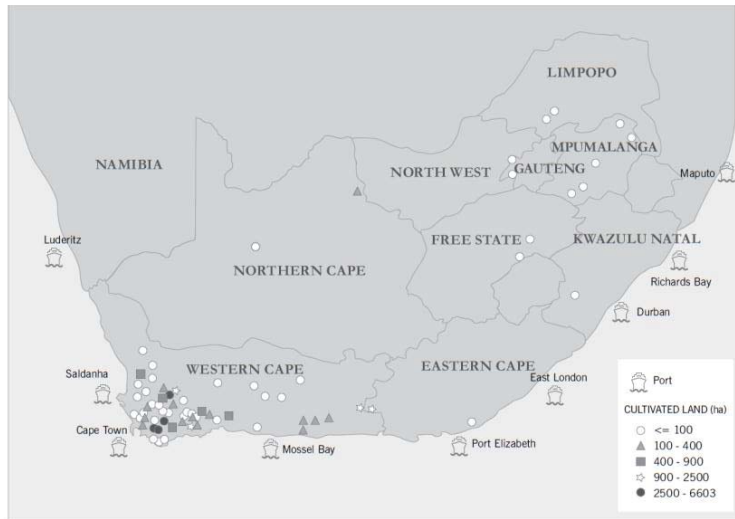 LIMPOPO
MPUMALANGA
NAMIBIA
NORTH WEST
GAUTENG
Maputo
Luderitz
FREE STATE
KWAZULU NATAL
NORTHERN CAPE
Richards Bay
Durban
WESTERN CAPE
EASTERN CAPE
Saldanha
East London
Cape Town
Mossel Bay
Port Elizabeth
Port
CULTIVATED LAND (ha)
<= 100
100 - 400
400 - 900
900 - 2500
2500 - 6603